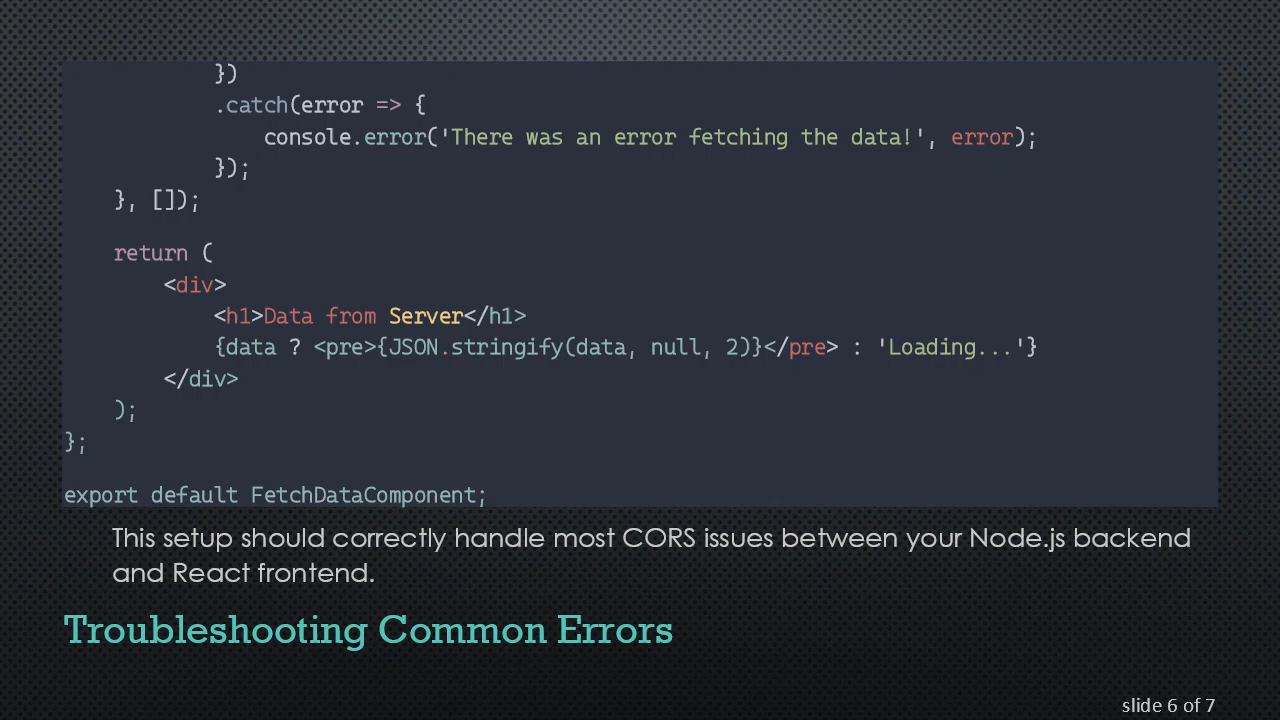 })
.catch(error => {
console.error('There was an error fetching the data!', error);
});
}, []);
return (
<div>
<h1>Data from Server</h1>
{data ? <pre>{JSON.stringify(data, null, 2)}</pre> : 'Loading...'}
</div>
);
};
export default FetchDataComponent;
This setup should correctly handle most CORS issues between your Node.js backend
and React frontend.
Troubleshooting Common Errors
slide 6 of 7